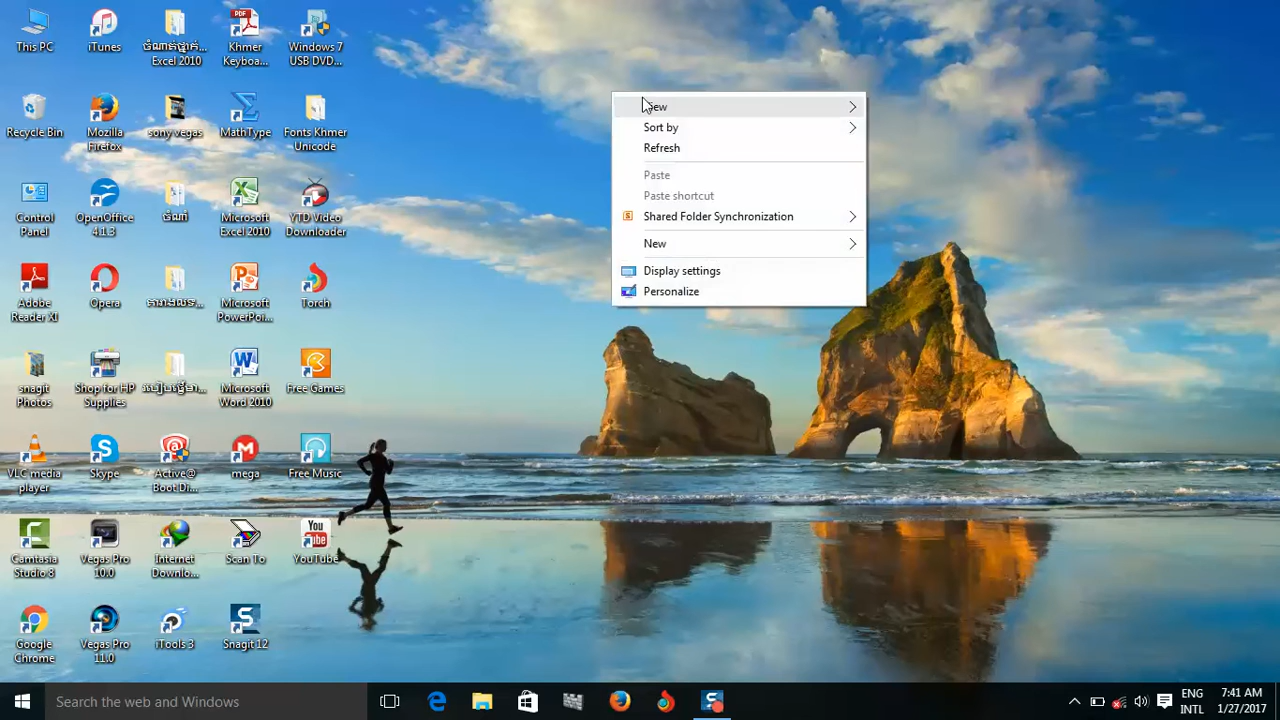 This PC
iTunes
Excel 2010
Khmer
Keyboa...
Windows 7
USB DVD...
Recycle Bin
Mozilla
Firefox
sony vegas
MathType
Fonts Khmer
Unicode
Control
Panel
OpenOffice
4.1.3
ចំណាំ
Microsoft
Excel 2010
YTD Video
Downloader
Adobe
Reader XI
Opera
Microsoft
PowerPoi...
Torch
snagit
Photos
Shop for HP
Supplies
Microsoft
Word 2010
Free Games
VLC media
player
Skype
Active@
Boot Di...
mega
Free Music
Camtasia
Studio 8
Vegas Pro
10.0
Internet
Downlo...
Scan To
You
Tube
YouTube
Google
Chrome
Vegas Pro
11.0
iTools 3
Snagit 12
View
Sort by
Refresh
Paste
Paste shortcut
Shared Folder Synchronization
New
Display settings
Personalize
Search the web and Windows
ENG
INTL
7:41 AM
1/27/2017